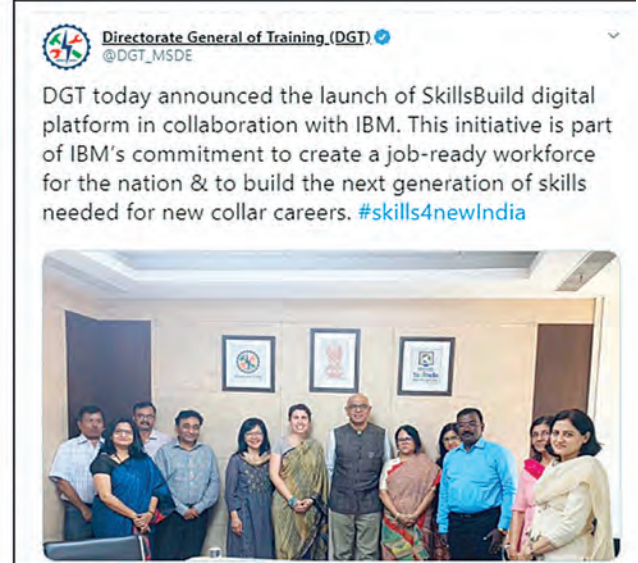 Directorate General of Training (DGT)
@DGT_MSDE
DGT today announced the launch of SkillsBuild digital
platform in collaboration with IBM. This initiative is part
of IBM's commitment to create a job-ready workforce
for the nation & to build the next generation of skills
needed for new collar careers. #skills4newIndia